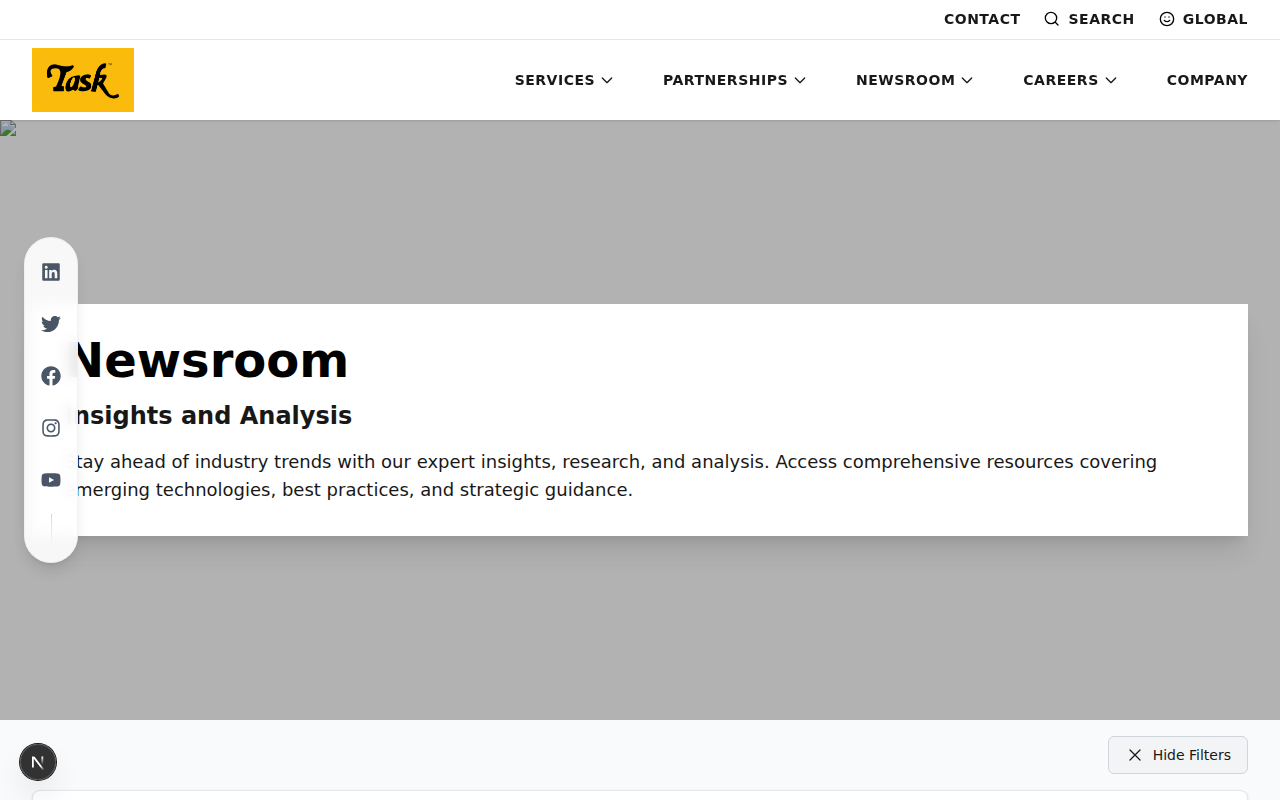 CONTACT
SEARCH
GLOBAL
Task
SERVICES
PARTNERSHIPS
NEWSROOM
CAREERS
COMPANY
Newsroom
nsights and Analysis
tay ahead of industry trends with our expert insights, research, and analysis. Access comprehensive resources covering
merging technologies, best practices, and strategic guidance.
Hide Filters